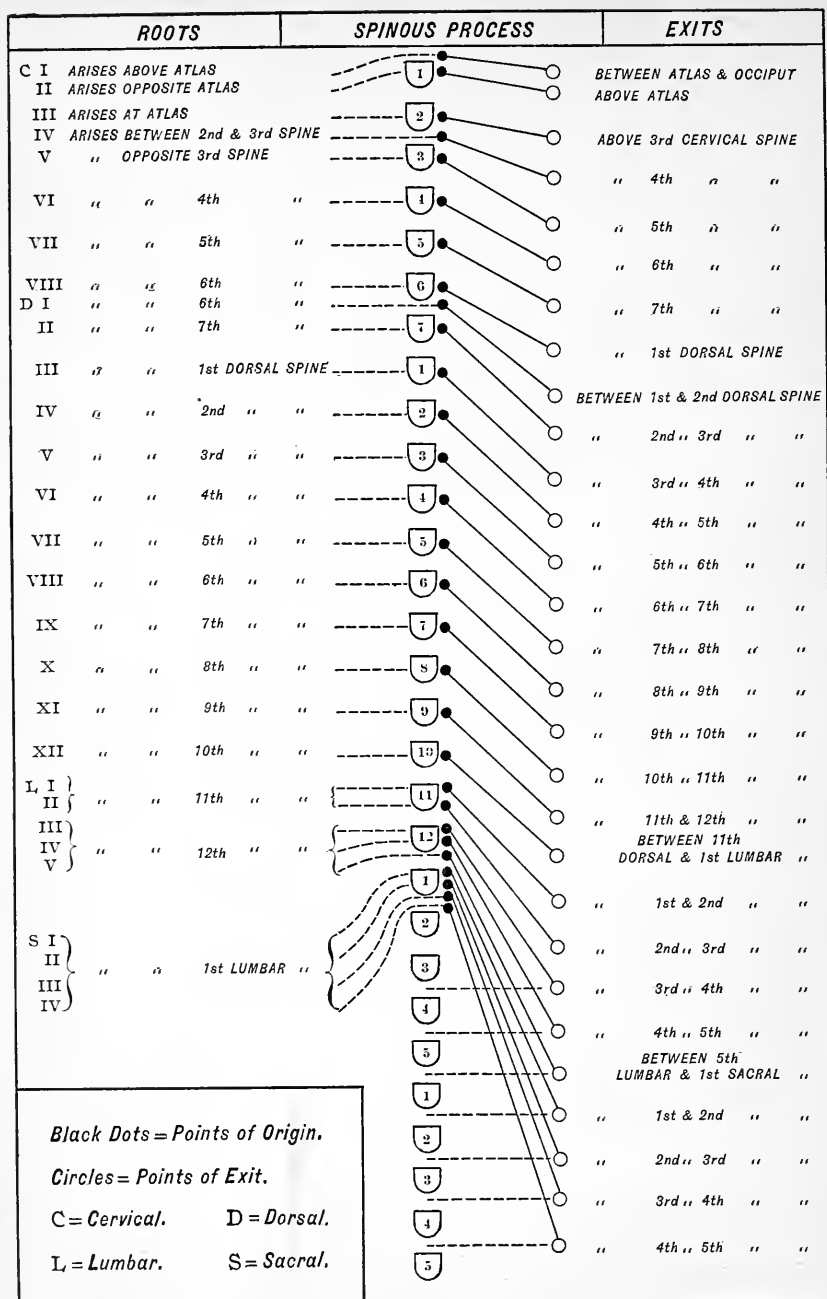 ROOTS SPINOUS PROCESS EXITS
C I ARISES ABOVE ATLAS
II ARISES OPPOSITE ATLAS
III ARISES AT ATLAS
IV ARISES BETWEEN 2nd & 3rd SPINE
V " OPPOSITE 3rd SPINE
VI " " 4th "
VII " " 5th "
VIII " " 6th "
D I " " 6th "
II " " 7th "
III " " 1st DORSAL SPINE
IV " " 2nd " "
V " " 3rd " "
VI " " 4th " "
VII " " 5th " "
VIII " " 6th " "
IX " " 7th " "
X " " 8th " "
XI " " 9th " "
XII " " 10th " "
L I
II " " 11th " "
III
IV " " 12th " "
V
S I
II " " 1st LUMBAR "
III
IV
1
2
3
4
5
6
7
1
2
3
4
5
6
7
8
9
10
11
12
1
2
3
4
5
1
2
3
4
5
BETWEEN ATLAS & OCCIPUT
ABOVE ATLAS
ABOVE 3rd CERVICAL SPINE
" 4th " "
" 5th " "
" 6th " "
" 7th " "
" 1st DORSAL SPINE
BETWEEN 1st & 2nd DORSAL SPINE
" 2nd " 3rd " "
" 3rd " 4th " "
" 4th " 5th " "
" 5th " 6th " "
" 6th " 7th " "
" 7th " 8th " "
" 8th " 9th " "
" 9th " 10th " "
" 10th " 11th " "
" 11th & 12th " "
BETWEEN 11th
DORSAL & 1st LUMBAR "
" 1st & 2nd " "
" 2nd " 3rd " "
" 3rd " 4th " "
" 4th " 5th " "
BETWEEN 5th
LUMBAR & 1st SACRAL "
" 1st & 2nd " "
" 2nd " 3rd " "
" 3rd " 4th " "
" 4th " 5th " "
Black Dots = Points of Origin.
Circles = Points of Exit.
C = Cervical. D = Dorsal.
L = Lumbar. S = Sacral.